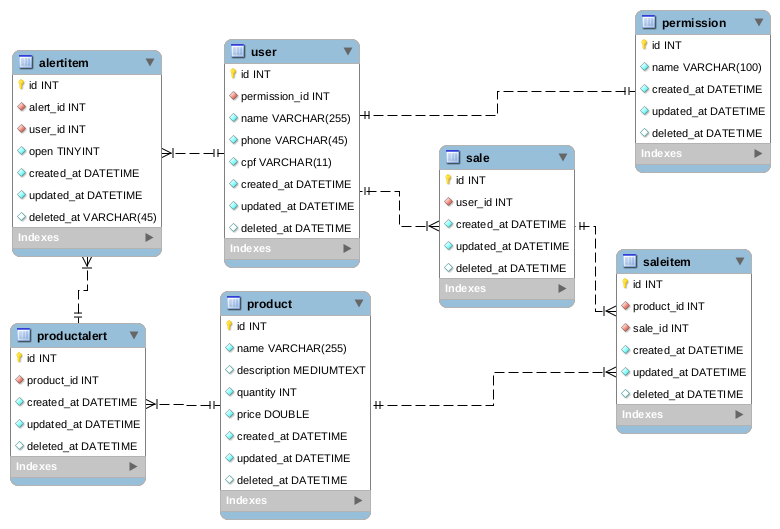 alertitem
id INT
alert_id INT
user_id INT
open TINYINT
created_at DATETIME
updated_at DATETIME
deleted_at VARCHAR(45)
Indexes
user
id INT
permission_id INT
name VARCHAR(255)
phone VARCHAR(45)
cpf VARCHAR(11)
created_at DATETIME
updated_at DATETIME
deleted_at DATETIME
Indexes
permission
id INT
name VARCHAR(100)
created_at DATETIME
updated_at DATETIME
deleted_at DATETIME
Indexes
sale
id INT
user_id INT
created_at DATETIME
updated_at DATETIME
deleted_at DATETIME
Indexes
saleitem
id INT
product_id INT
sale_id INT
created_at DATETIME
updated_at DATETIME
deleted_at DATETIME
Indexes
productalert
id INT
product_id INT
created_at DATETIME
updated_at DATETIME
deleted_at DATETIME
Indexes
product
id INT
name VARCHAR(255)
description MEDIUMTEXT
quantity INT
price DOUBLE
created_at DATETIME
updated_at DATETIME
deleted_at DATETIME
Indexes